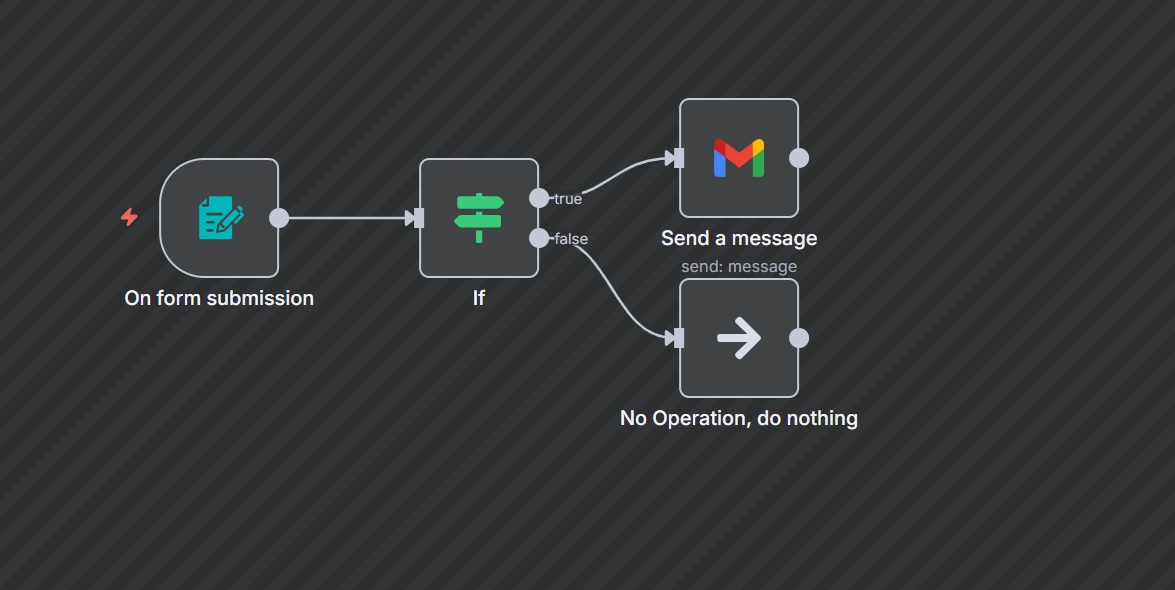 On form submission
If
true
false
Send a message
send: message
No Operation, do nothing